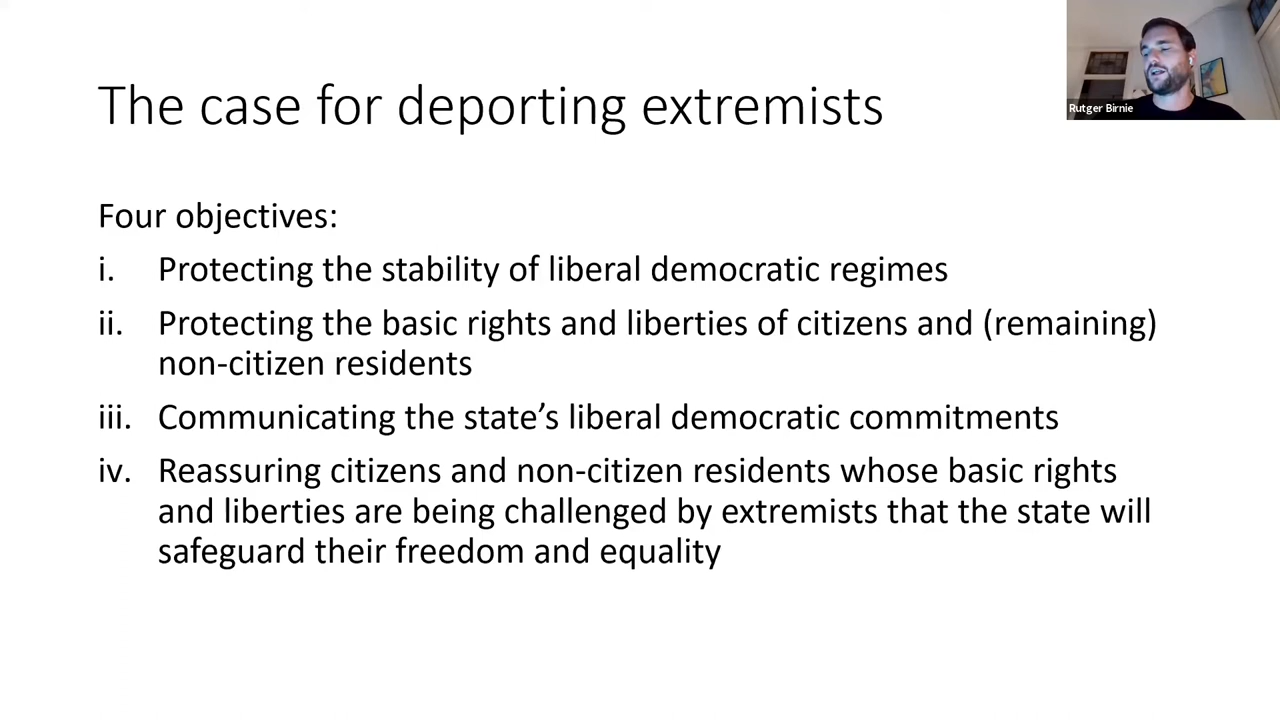 The case for deporting extremists
Rutger Birnie
Four objectives:
i. Protecting the stability of liberal democratic regimes
ii. Protecting the basic rights and liberties of citizens and (remaining)
non-citizen residents
iii. Communicating the state’s liberal democratic commitments
iv. Reassuring citizens and non-citizen residents whose basic rights
and liberties are being challenged by extremists that the state will
safeguard their freedom and equality